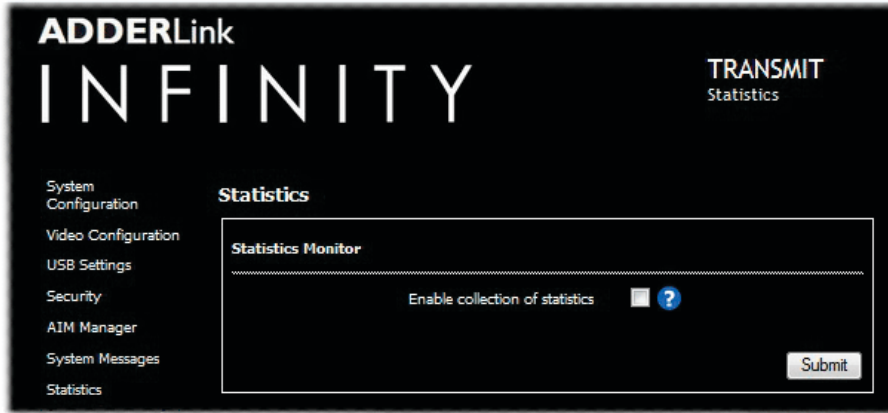 ADDERLink
INFINITY
TRANSMIT
Statistics
System
Configuration
Video Configuration
USB Settings
Security
AIM Manager
System Messages
Statistics
Statistics
Statistics Monitor
Enable collection of statistics ?
Submit